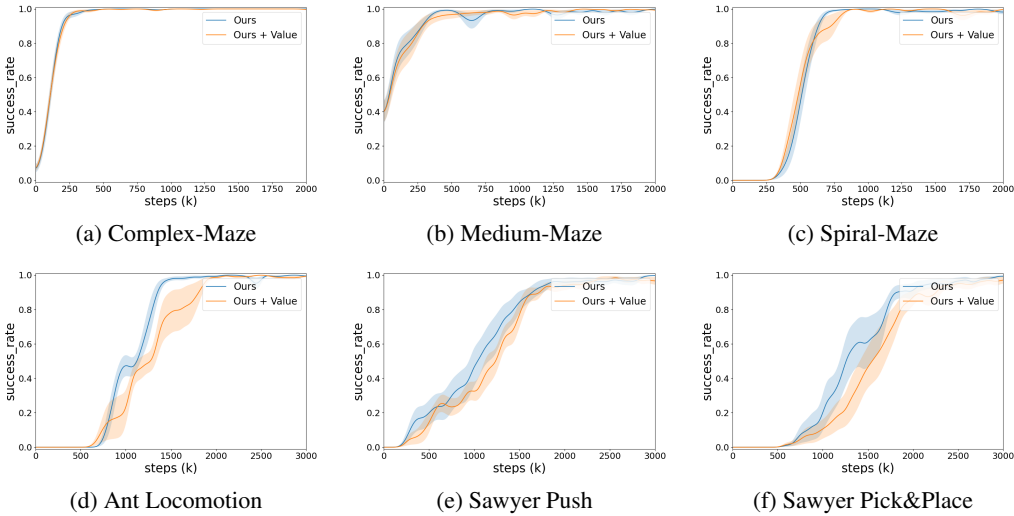 1.0
0.8
0.6
0.4
0.2
0.0
success_rate
Ours
Ours + Value
0 250 500 750 1000 1250 1500 1750 2000
steps (k)
(a) Complex-Maze
1.0
0.8
0.6
0.4
0.2
0.0
success_rate
Ours
Ours + Value
0 250 500 750 1000 1250 1500 1750 2000
steps (k)
(b) Medium-Maze
1.0
0.8
0.6
0.4
0.2
0.0
success_rate
Ours
Ours + Value
0 250 500 750 1000 1250 1500 1750 2000
steps (k)
(c) Spiral-Maze
1.0
0.8
0.6
0.4
0.2
0.0
success_rate
Ours
Ours + Value
0 500 1000 1500 2000 2500 3000
steps (k)
(d) Ant Locomotion
1.0
0.8
0.6
0.4
0.2
0.0
success_rate
Ours
Ours + Value
0 500 1000 1500 2000 2500 3000
steps (k)
(e) Sawyer Push
1.0
0.8
0.6
0.4
0.2
0.0
success_rate
Ours
Ours + Value
0 500 1000 1500 2000 2500 3000
steps (k)
(f) Sawyer Pick&Place